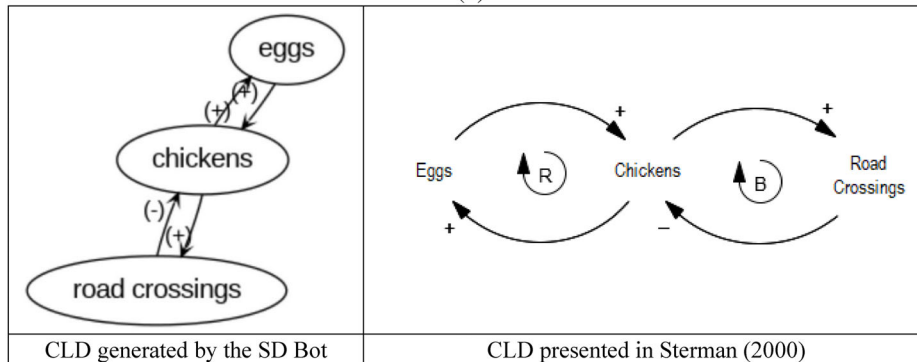 eggs
(+)
(+)
chickens
(-)
(+)
road crossings
CLD generated by the SD Bot
+
+
Eggs
R
Chickens
B
Road
Crossings
+
−
CLD presented in Sterman (2000)